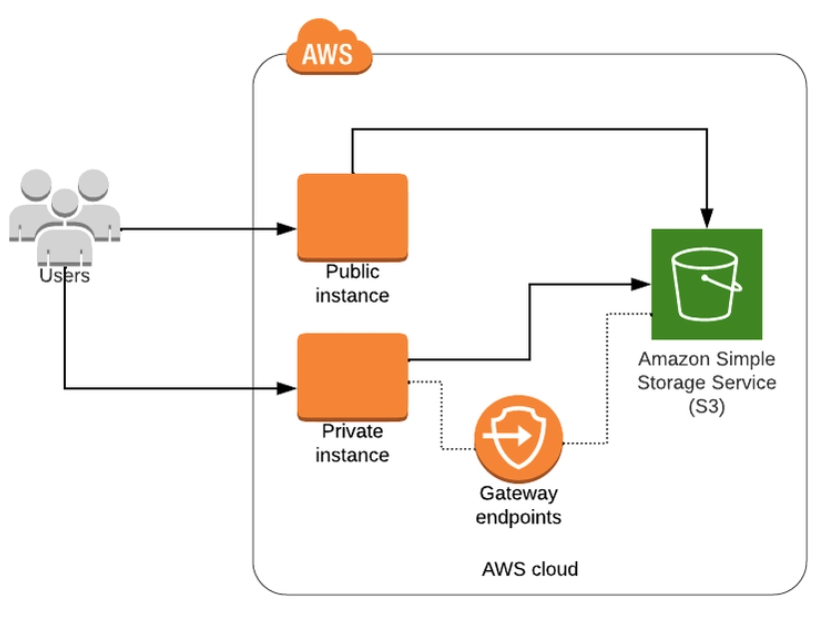 AWS
Users
Public
instance
Private
instance
Amazon Simple
Storage Service
(S3)
Gateway
endpoints
AWS cloud